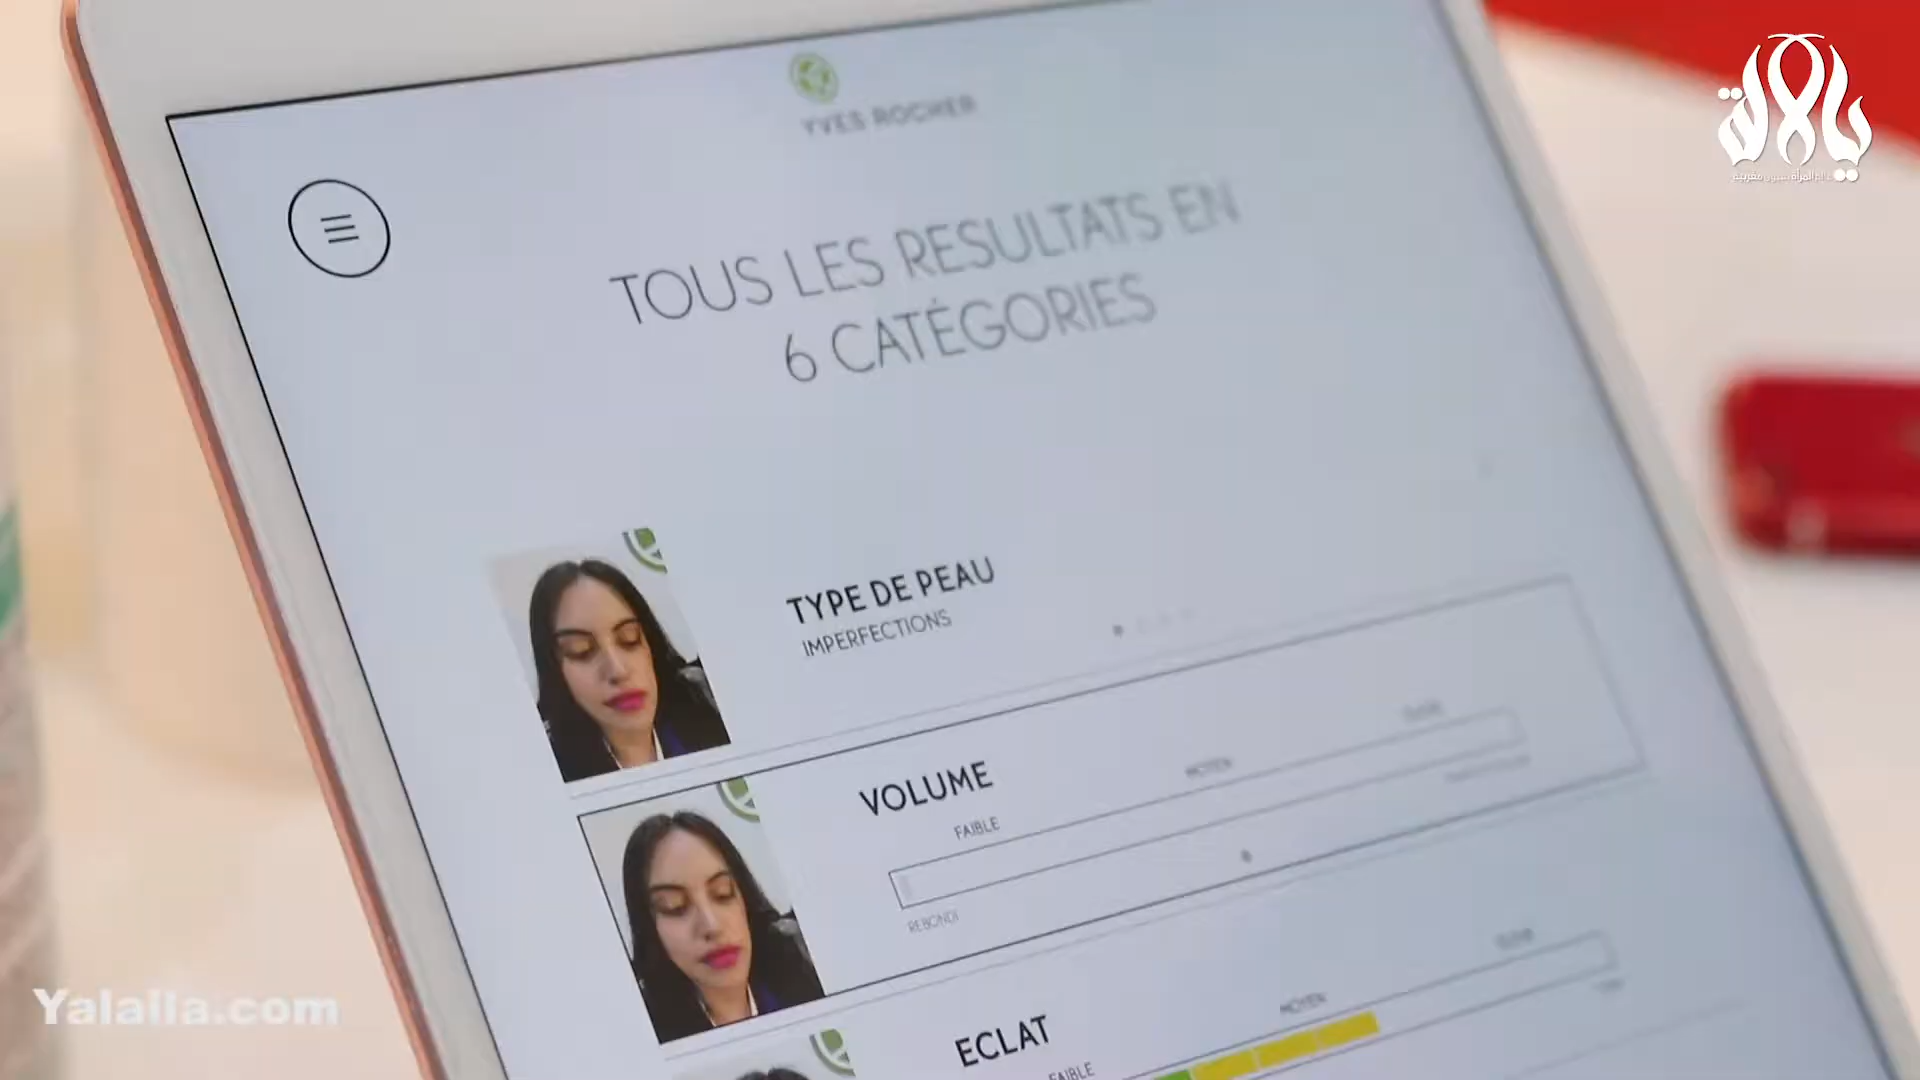 YVES ROCHER
يالالة
TOUS LES RESULTATS EN
6 CATÉGORIES
TYPE DE PEAU
IMPERFECTIONS
VOLUME
FAIBLE
MOYEN
REBONDI
ECLAT
FAIBLE
MOYEN
Yalalla.com